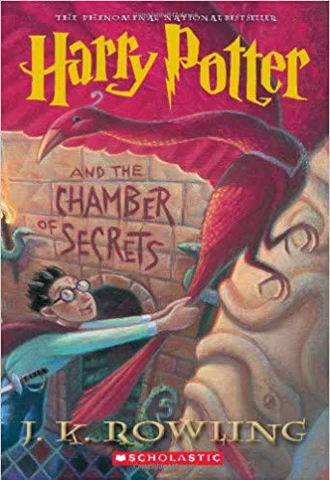 THE PHENOMENAL NATIONAL BESTSELLER
Harry Potter
AND THE
CHAMBER
OF
SECRETS
J. K. ROWLING
SCHOLASTIC